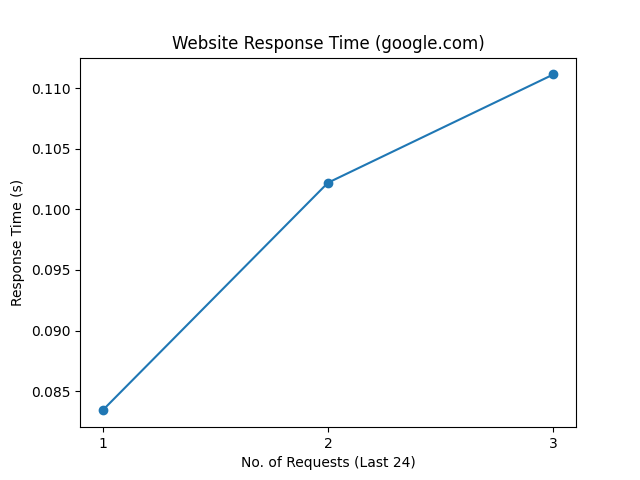 Website Response Time (google.com)
0.110
0.105
0.100
0.095
0.090
0.085
Response Time (s)
1 2 3
No. of Requests (Last 24)